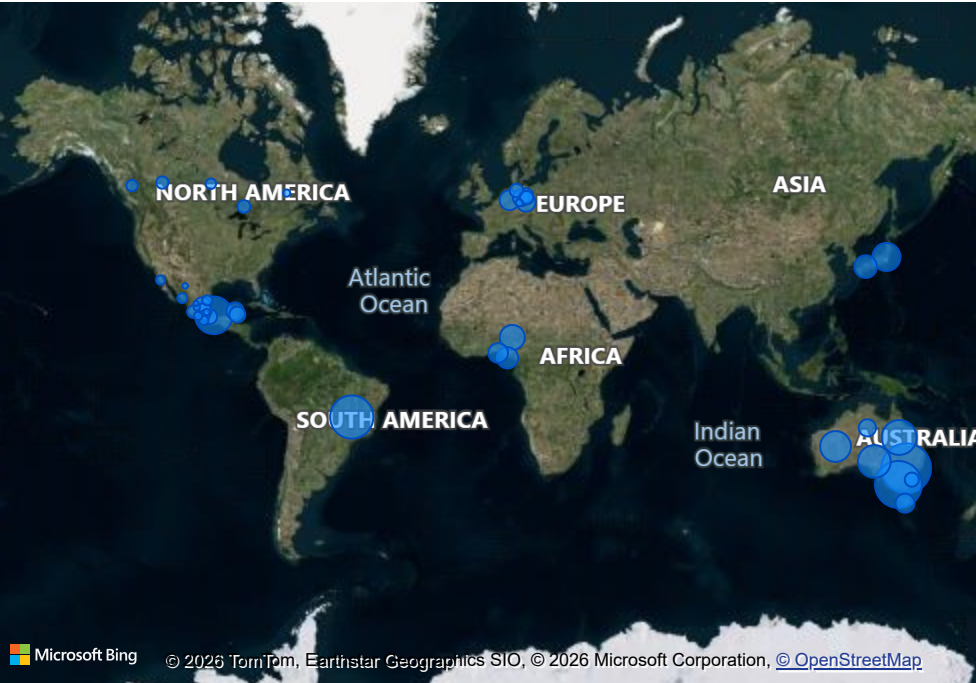 NORTH AMERICA
EUROPE
ASIA
Atlantic
Ocean
AFRICA
SOUTH AMERICA
Indian
Ocean
AUSTRALIA
Microsoft Bing
© 2026 TomTom, Earthstar Geographics SIO, © 2026 Microsoft Corporation, © OpenStreetMap